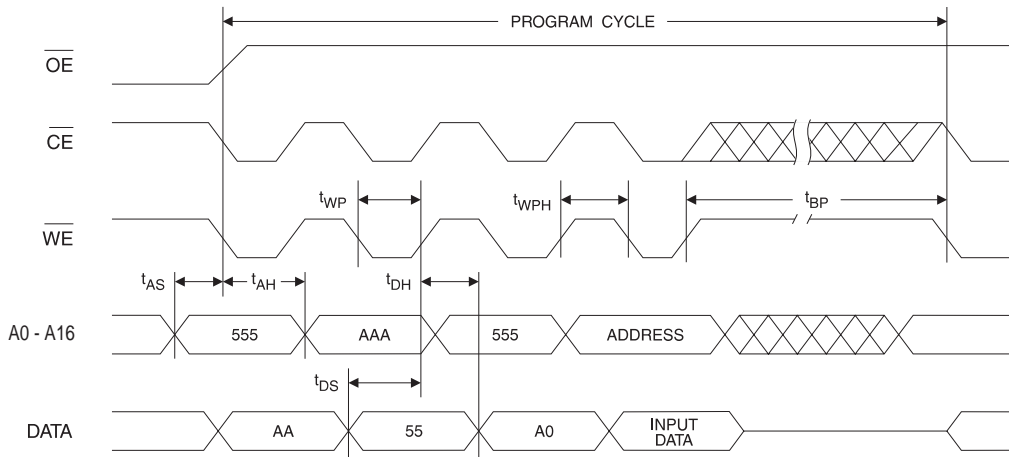 PROGRAM CYCLE
OE
CE
tWP
tWPH
tBP
WE
tAS
tAH
tDH
A0 - A16
555
AAA
555
ADDRESS
tDS
DATA
AA
55
A0
INPUT
DATA